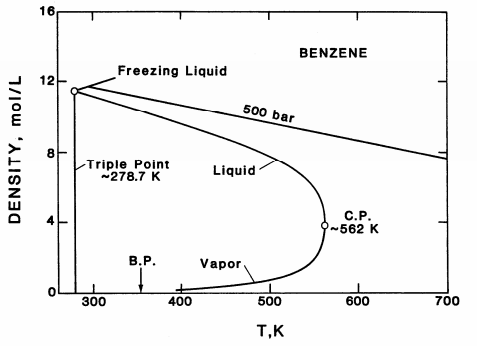 16
BENZENE
Freezing Liquid
12
500 bar
DENSITY, mol/L
8
Triple Point
~278.7 K
Liquid
4
C.P.
~562 K
B.P.
Vapor
0
300
400
500
600
700
T,K